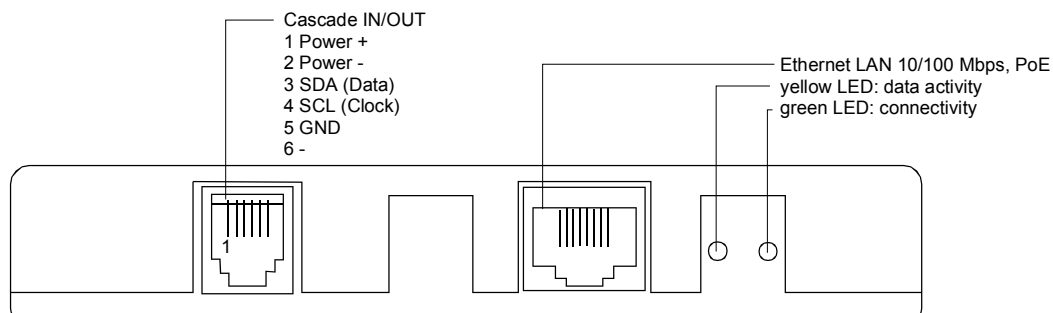 Cascade IN/OUT
1 Power +
2 Power -
3 SDA (Data)
4 SCL (Clock)
5 GND
6 -
Ethernet LAN 10/100 Mbps, PoE
yellow LED: data activity
green LED: connectivity
1